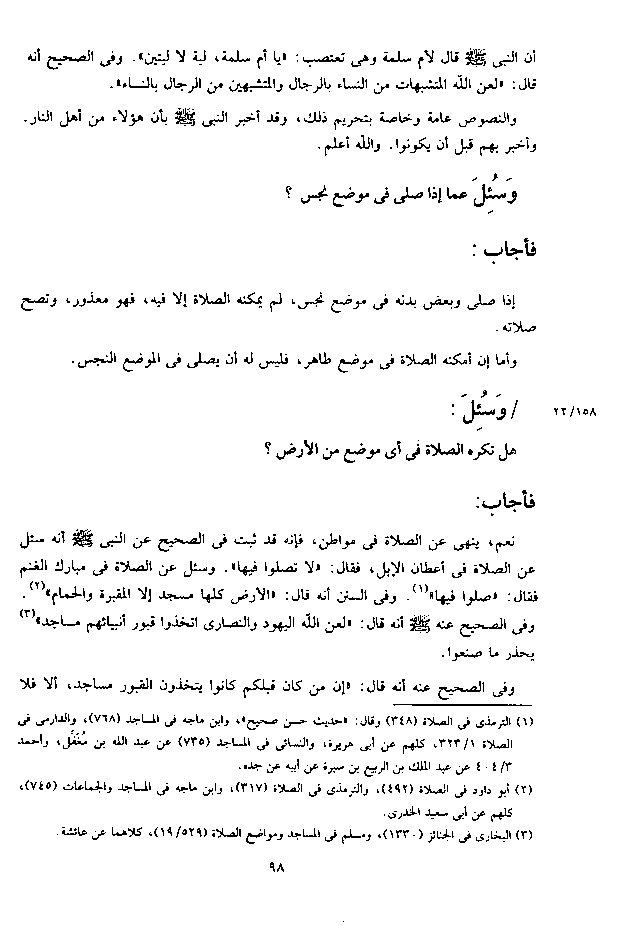 أن النبى ﷺ قال لأم سلمة وهى تعتصب: «يا أم سلمة، لية لا ليتين». وفى الصحيح أنه
قال: «لعن الله المتشبهات من النساء بالرجال والمتشبهين من الرجال بالنساء».
والنصوص عامة وخاصة بتحريم ذلك، وقد أخبر النبى ﷺ بأن هؤلاء من أهل النار.
وأخبر بهم قبل أن يكونوا. والله أعلم.
وَسُئِلَ عما إذا صلى فى موضع نجس ؟
فأجاب :
إذا صلى وبعض بدنه فى موضع نجس، لم يمكنه الصلاة إلا فيه، فهو معذور، وتصح
صلاته.
وأما إن أمكنه الصلاة فى موضع طاهر، فليس له أن يصلى فى الموضع النجس.
/ وَسُئِلَ :
٢٢/١٥٨
هل تكره الصلاة فى أى موضع من الأرض ؟
فأجاب:
نعم، ينهى عن الصلاة فى مواطن، فإنه قد ثبت فى الصحيح عن النبى ﷺ أنه سئل
عن الصلاة فى أعطان الإبل، فقال: «لا تصلوا فيها». وسئل عن الصلاة فى مبارك الغنم
فقال: «صلوا فيها»(١). وفى السنن أنه قال: «الأرض كلها مسجد إلا المقبرة والحمام»(٢).
وفى الصحيح عنه ﷺ أنه قال: «لعن الله اليهود والنصارى اتخذوا قبور أنبيائهم مساجد»(٣)
يحذر ما صنعوا.
وفى الصحيح عنه أنه قال: «إن من كان قبلكم كانوا يتخذون القبور مساجد، ألا فلا
(١) الترمذى فى الصلاة (٣٤٨) وقال: «حديث حسن صحيح»، وابن ماجه فى المساجد (٧٦٨)، والدارمى فى
الصلاة ٣٢٣/١، كلهم عن أبى هريرة، والنسائى فى المساجد (٧٣٥) عن عبد الله بن مُغَفَّل، وأحمد
٤٠٤/٣ عن عبد الملك بن الربيع بن سبرة عن أبيه عن جده.
(٢) أبو داود فى الصلاة (٤٩٢)، والترمذى فى الصلاة (٣١٧)، وابن ماجه فى المساجد والجماعات (٧٤٥)،
كلهم عن أبى سعيد الخدرى.
(٣) البخارى فى الجنائز (١٣٣٠)، ومسلم فى المساجد ومواضع الصلاة (١٩/٥٢٩)، كلاهما عن عائشة.
٩٨